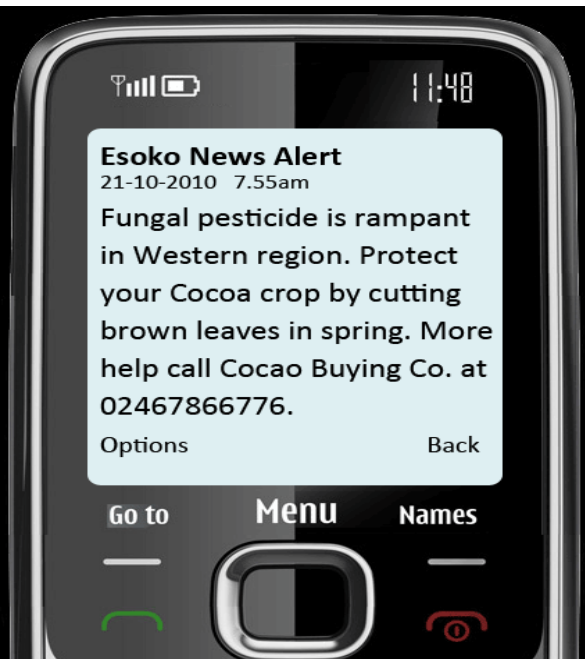 11:48
Esoko News Alert
21-10-2010 7.55am
Fungal pesticide is rampant
in Western region. Protect
your Cocoa crop by cutting
brown leaves in spring. More
help call Cocao Buying Co. at
02467866776.
Options Back
Go to Menu Names